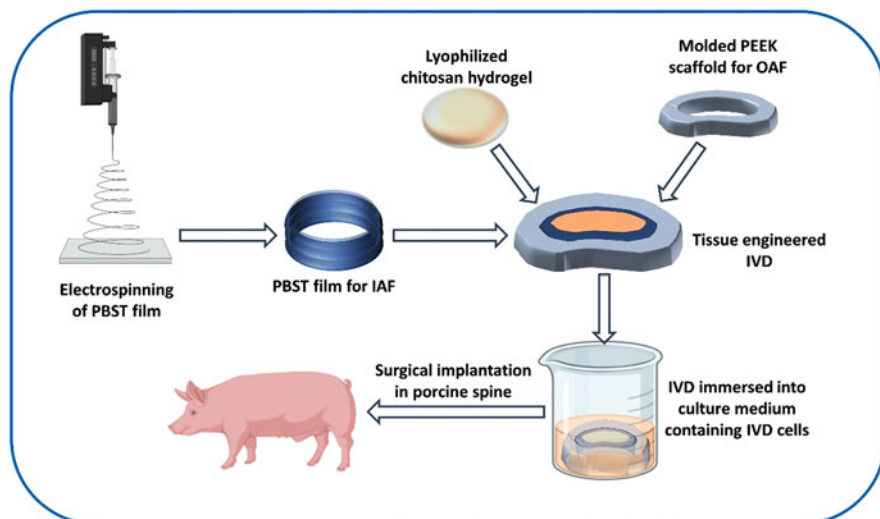 Lyophilized
chitosan hydrogel
Molded PEEK
scaffold for OAF
Electrospinning
of PBST film
PBST film for IAF
Tissue engineered
IVD
Surgical implantation
in porcine spine
IVD immersed into
culture medium
containing IVD cells